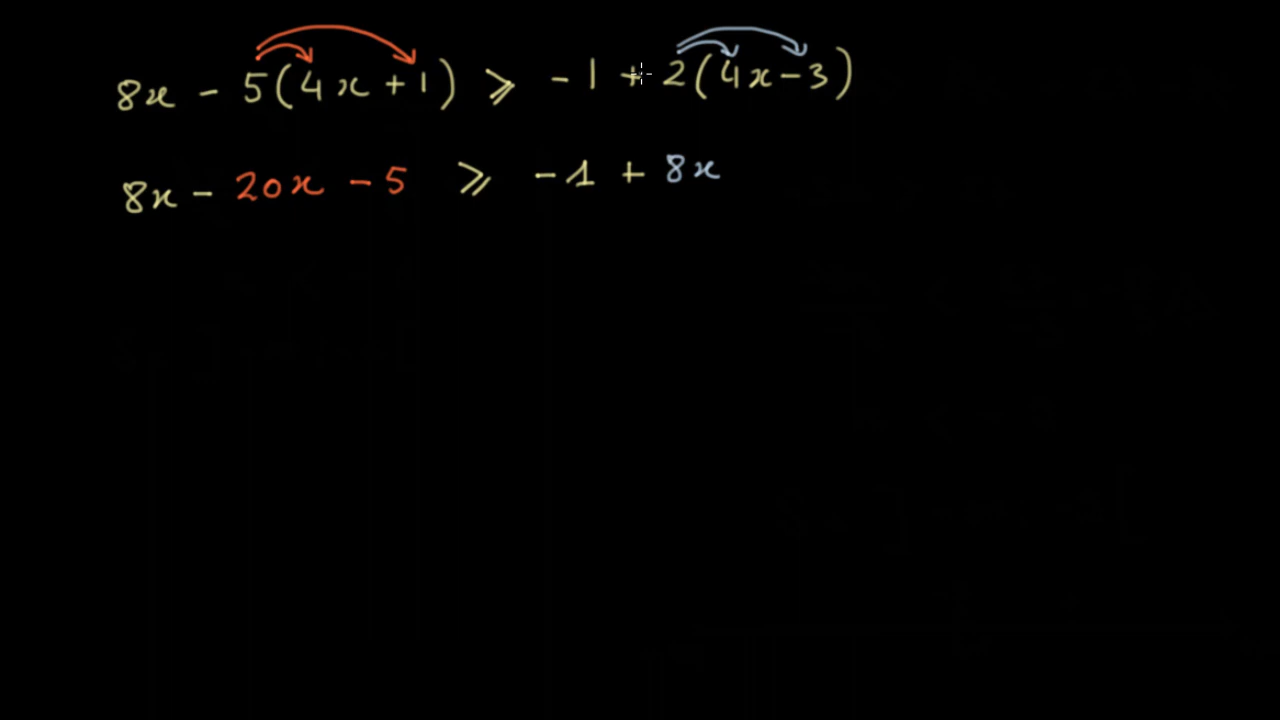 8x - 5(4x + 1) ⩾ - 1 + 2(4x - 3)
8x - 20x - 5 ⩾ - 1 + 8x